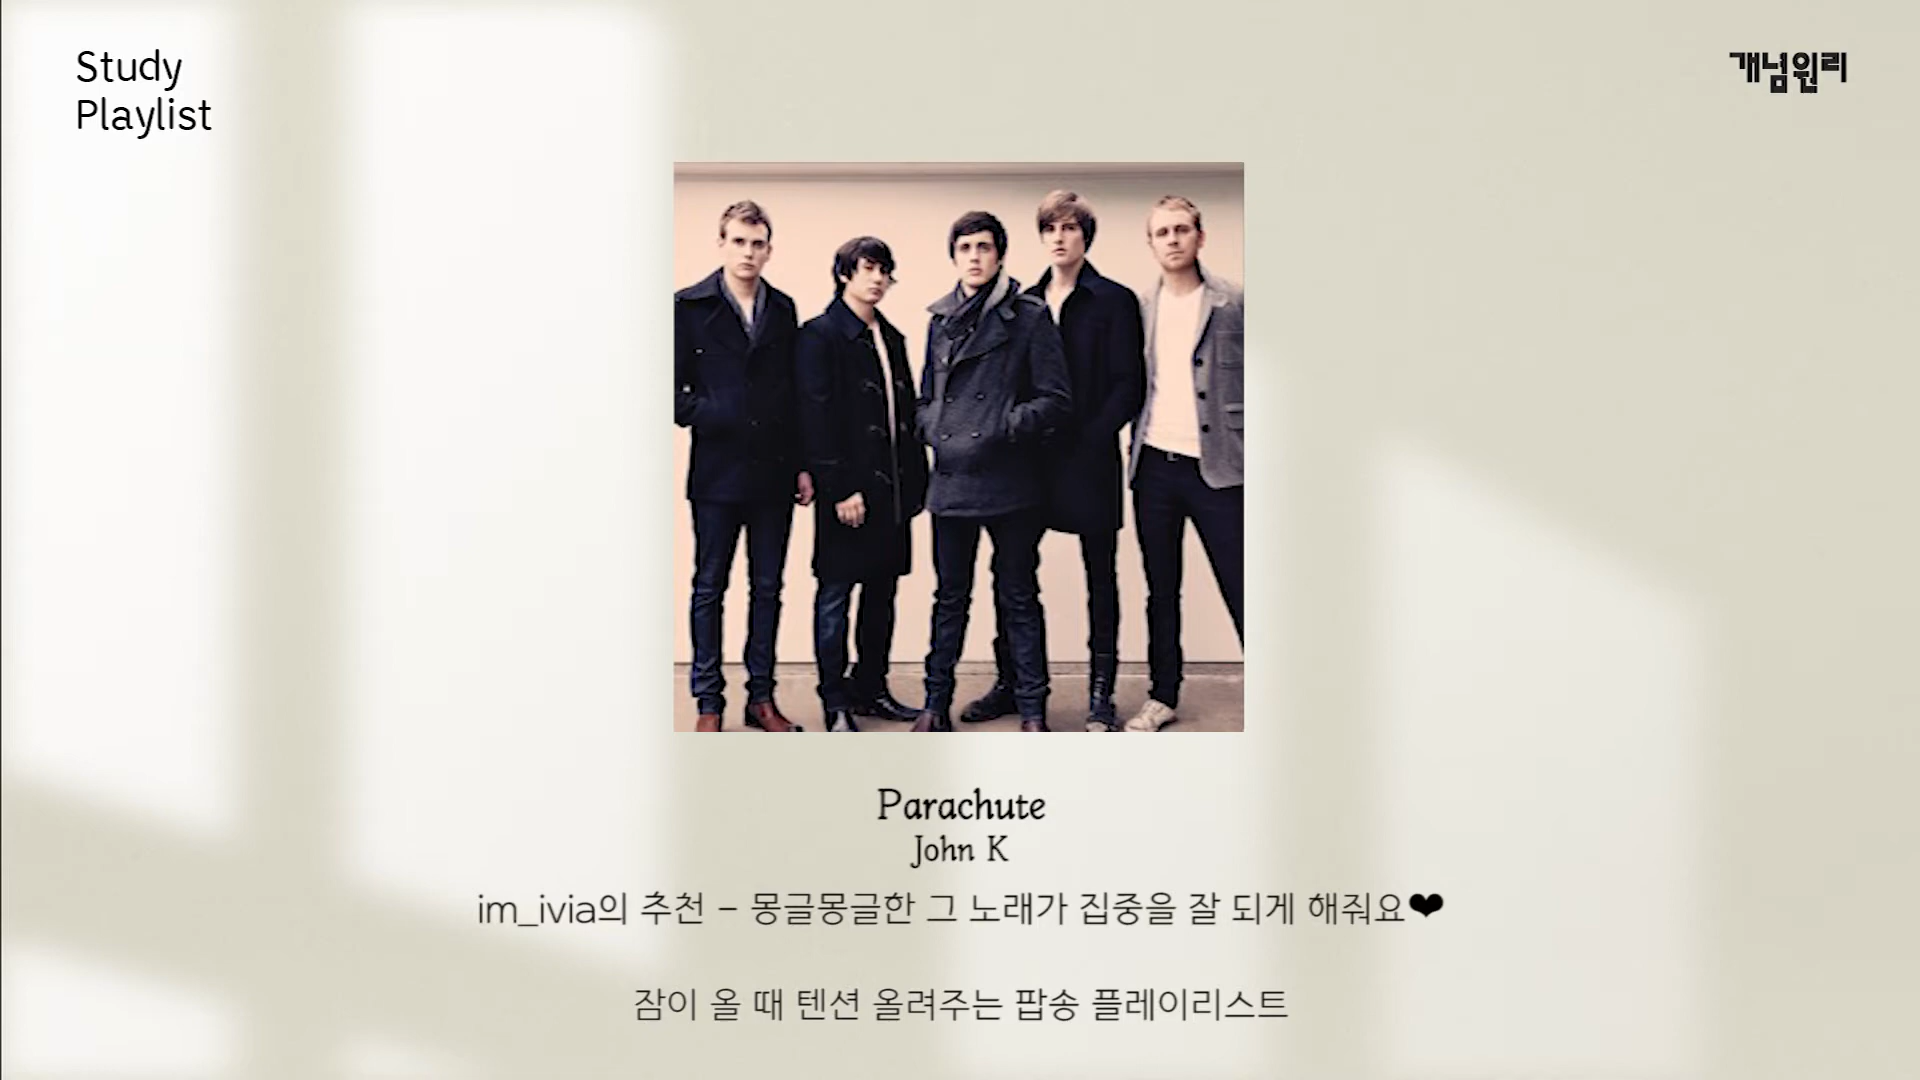 Study
Playlist
개념원리
Parachute
John K
im_ivia의 추천 - 몽글몽글한 그 노래가 집중을 잘 되게 해줘요❤
잠이 올 때 텐션 올려주는 팝송 플레이리스트